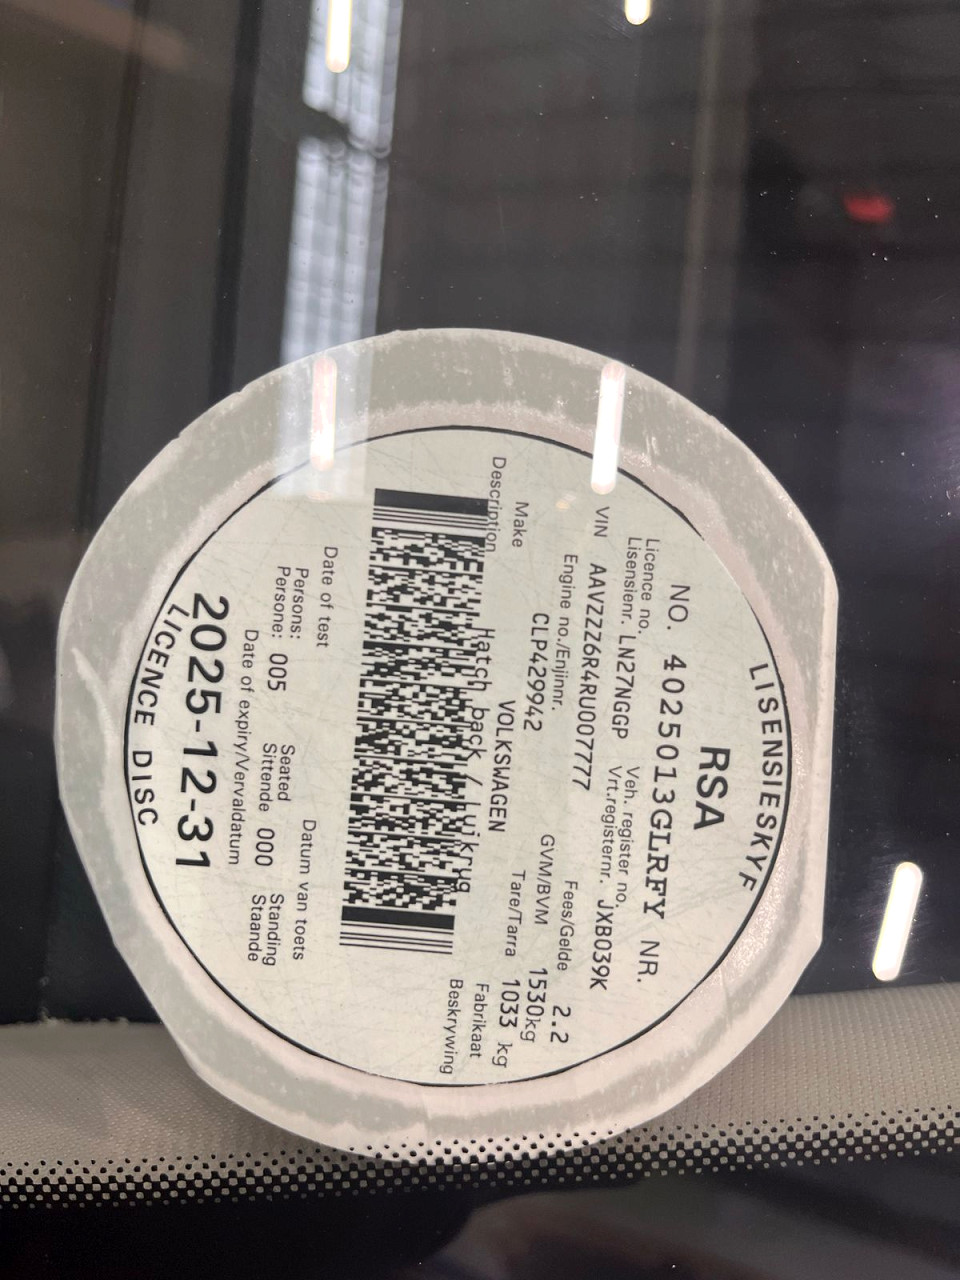 LISENSIESKYF
RSA
NO. 4025013GLRFY NR.
Licence no. Veh. register no.
Lisensienr. LN27NGGP Vrt.registernr. JXB039K
VIN AAVZZZ6R4RU007777
Engine no./Enjinnr. Fees/Gelde 2.2
CLP429942 GVM/BVM 1530kg
Make VOLKSWAGEN Tare/Tarra 1033 kg
Fabrikaat
Description Hatch back / Luikrug Beskrywing
Date of test Datum van toets
Persons: Seated Standing
Persone: 005 Sittende 000 Staande
Date of expiry/Vervaldatum
2025-12-31
LICENCE DISC